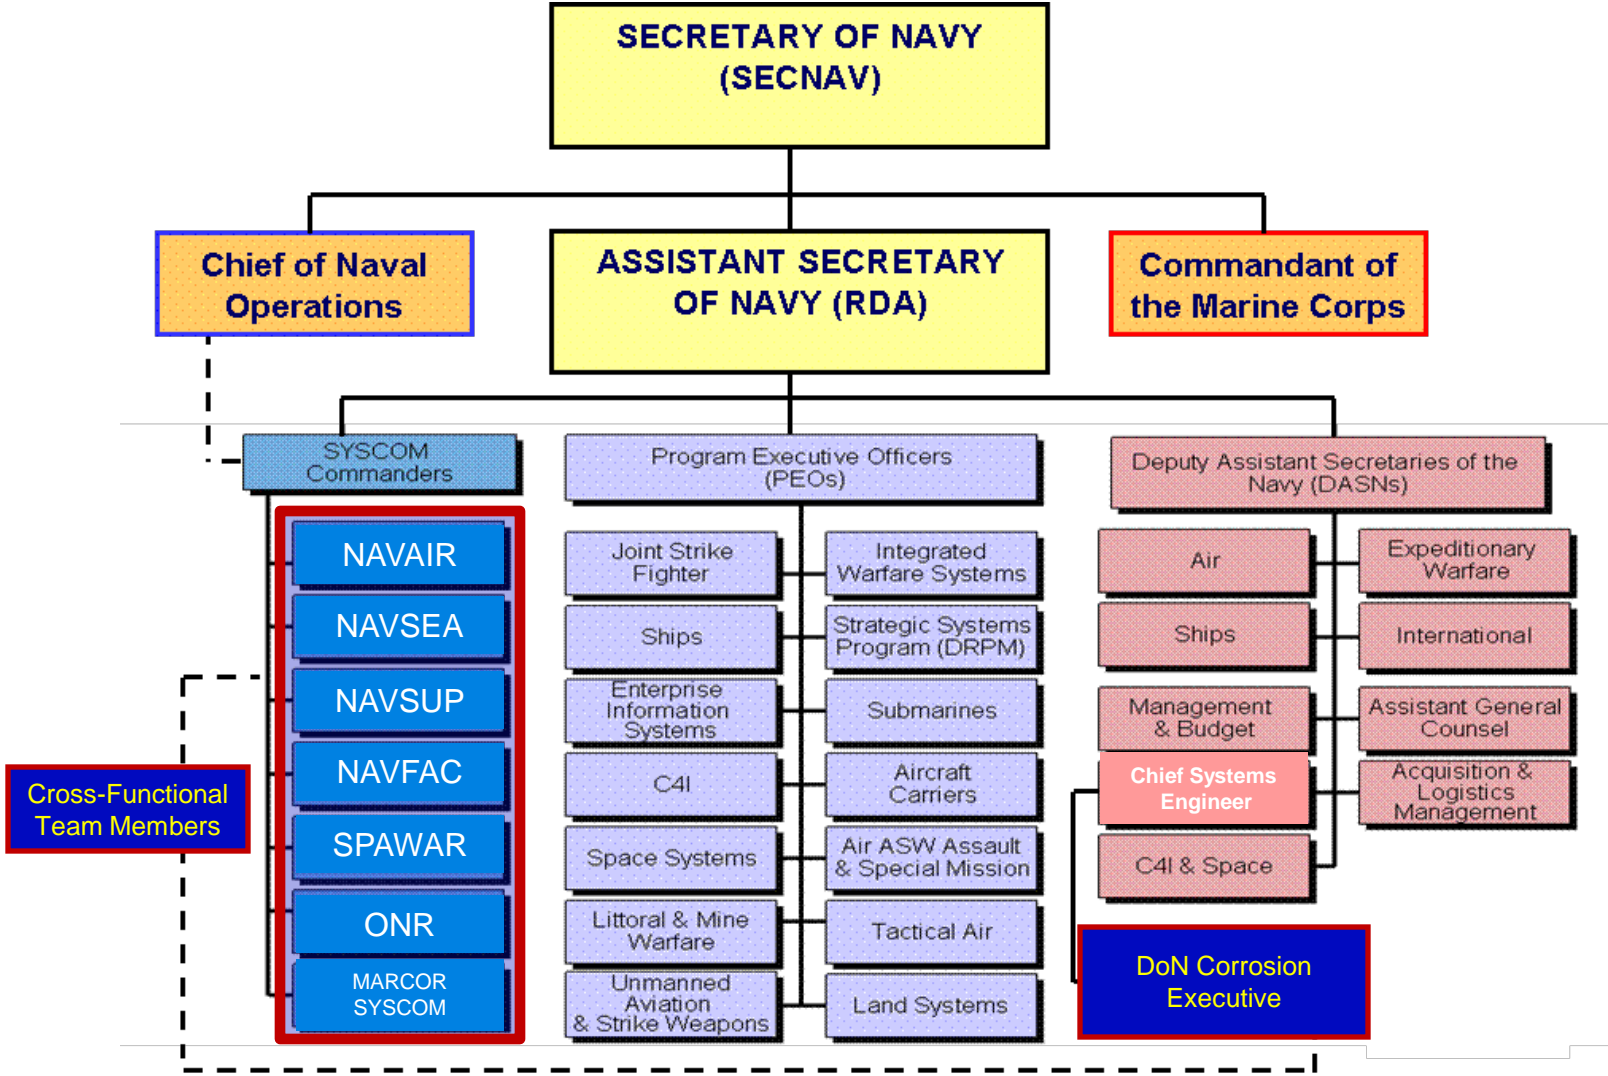 SECRETARY OF NAVY
(SECNAV)
Chief of Naval
Operations
ASSISTANT SECRETARY
OF NAVY (RDA)
Commandant of
the Marine Corps
SYSCOM
Commanders
NAVAIR
NAVSEA
NAVSUP
NAVFAC
SPAWAR
ONR
MARCOR
SYSCOM
Cross-Functional
Team Members
Program Executive Officers
(PEOs)
Joint Strike
Fighter
Integrated
Warfare Systems
Ships
Strategic Systems
Program (DRPM)
Enterprise
Information
Systems
Submarines
C4I
Aircraft
Carriers
Space Systems
Air ASW Assault
& Special Mission
Littoral & Mine
Warfare
Tactical Air
Unmanned
Aviation
& Strike Weapons
Land Systems
Deputy Assistant Secretaries of the
Navy (DASNs)
Air
Expeditionary
Warfare
Ships
International
Management
& Budget
Assistant General
Counsel
Chief Systems
Engineer
Acquisition &
Logistics
Management
C4I & Space
DoN Corrosion
Executive